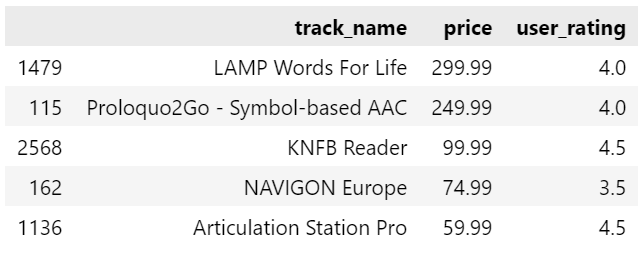 track_name price user_rating
1479 LAMP Words For Life 299.99 4.0
115 Proloquo2Go - Symbol-based AAC 249.99 4.0
2568 KNFB Reader 99.99 4.5
162 NAVIGON Europe 74.99 3.5
1136 Articulation Station Pro 59.99 4.5